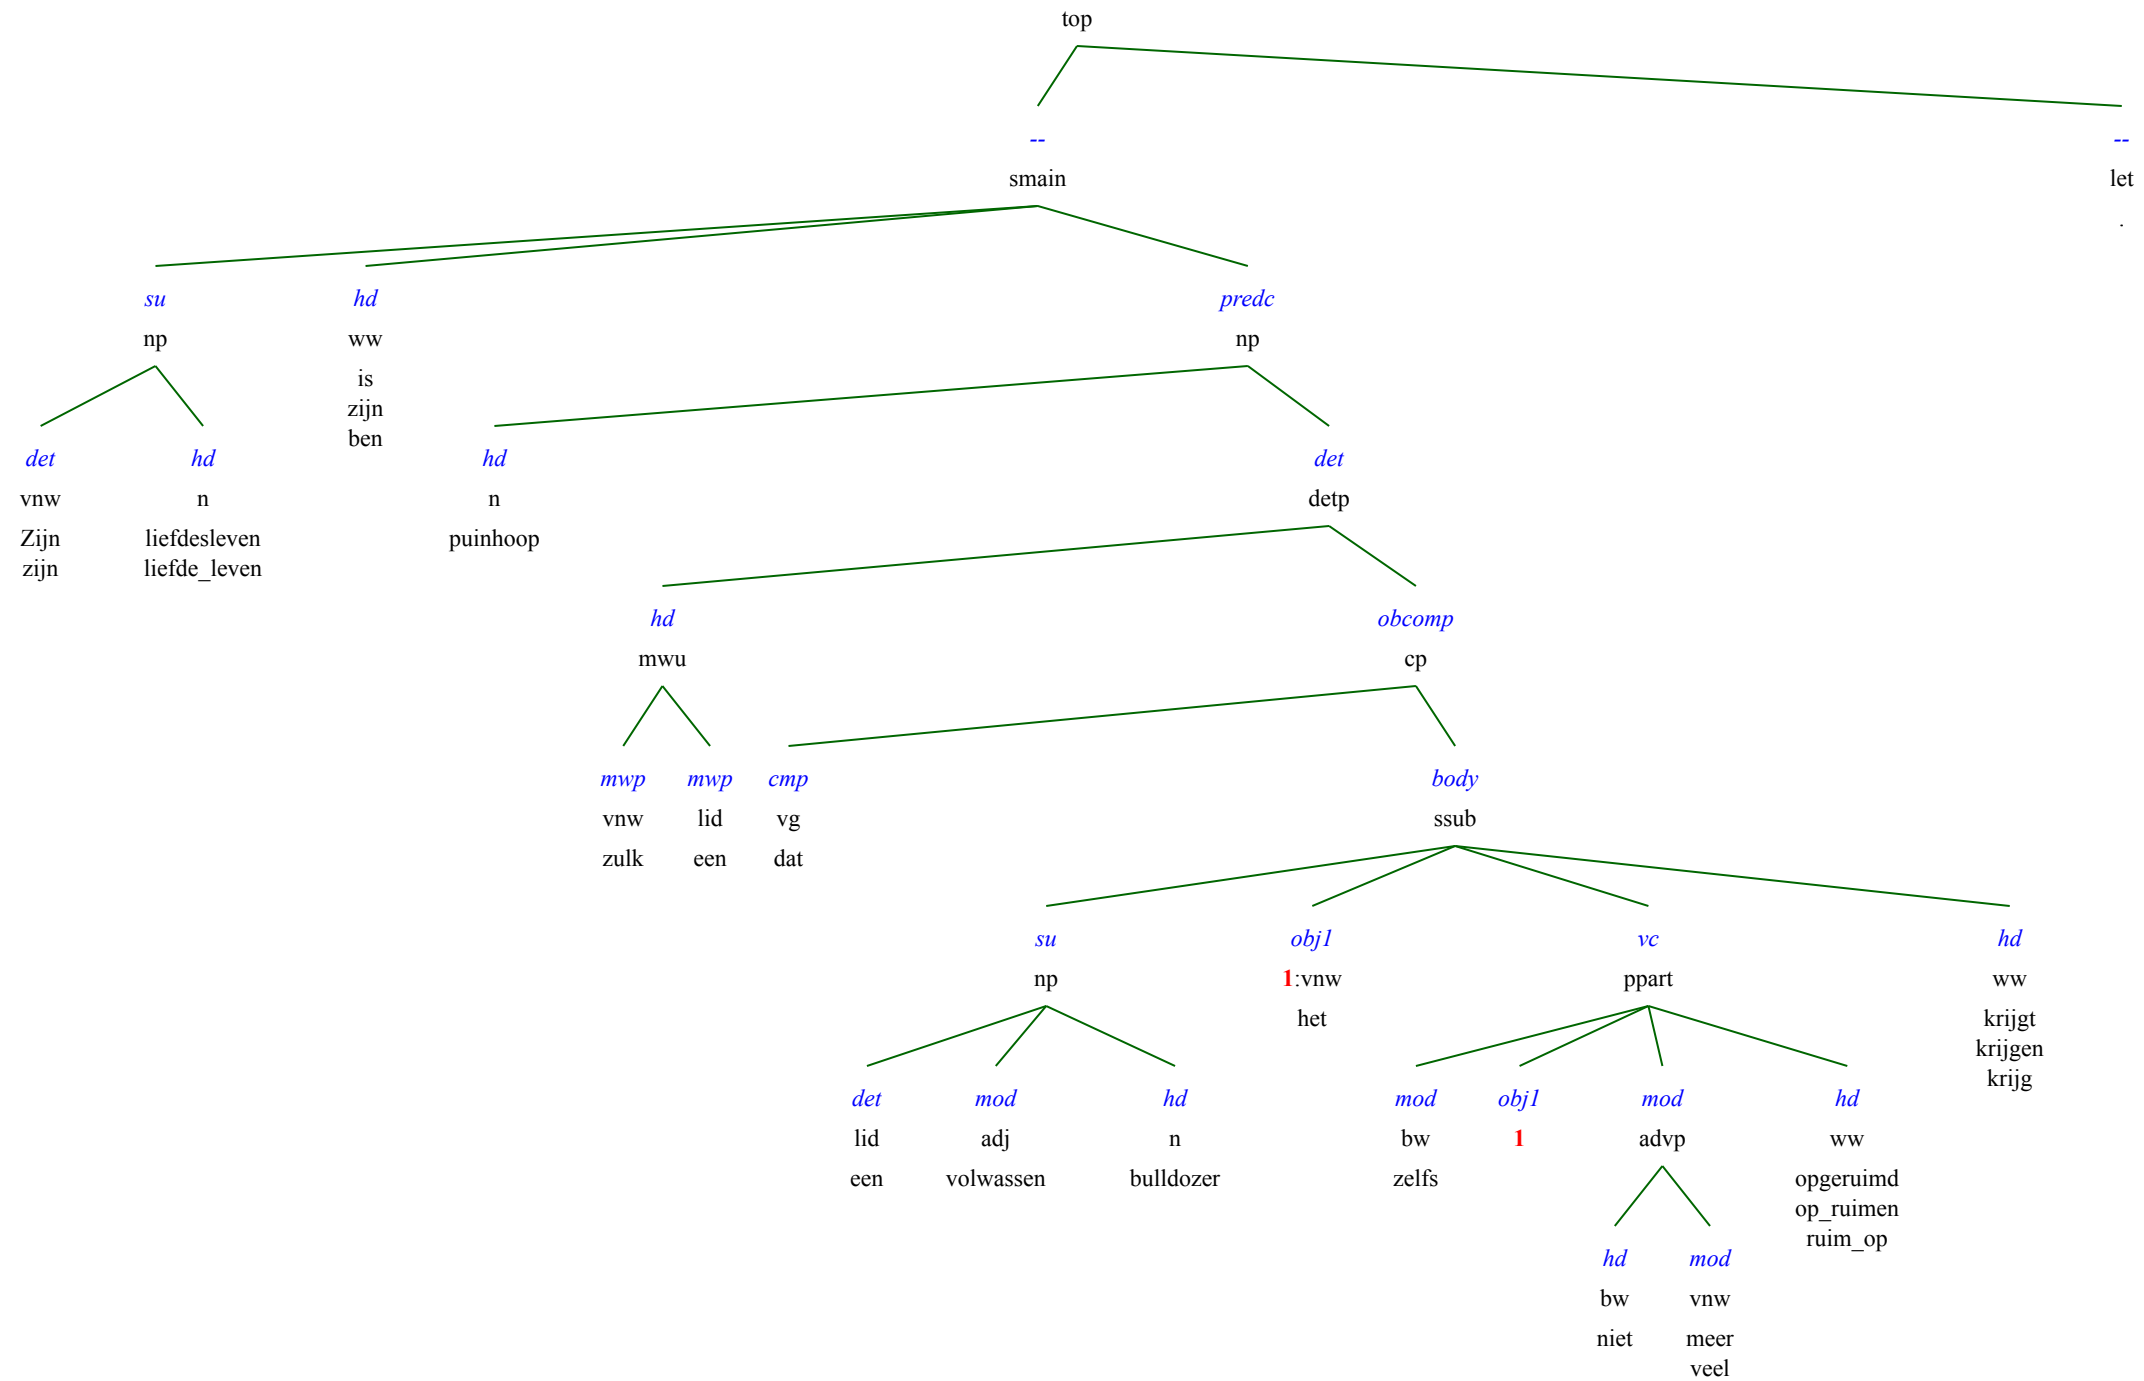 top
-- --
smain let
.
su hd predc
np ww np
is
zijn
ben
det hd hd det
vnw n n detp
Zijn liefdesleven puinhoop
zijn liefde_leven
hd obcomp
mwu cp
mwp mwp cmp body
vnw lid vg ssub
zulk een dat
su obj1 vc hd
np 1:vnw ppart ww
het krijgt
krijgen
krijg
det mod hd mod obj1 mod hd
lid adj n bw 1 advp ww
een volwassen bulldozer zelfs opgeruimd
op_ruimen
ruim_op
hd mod
bw vnw
niet meer
veel